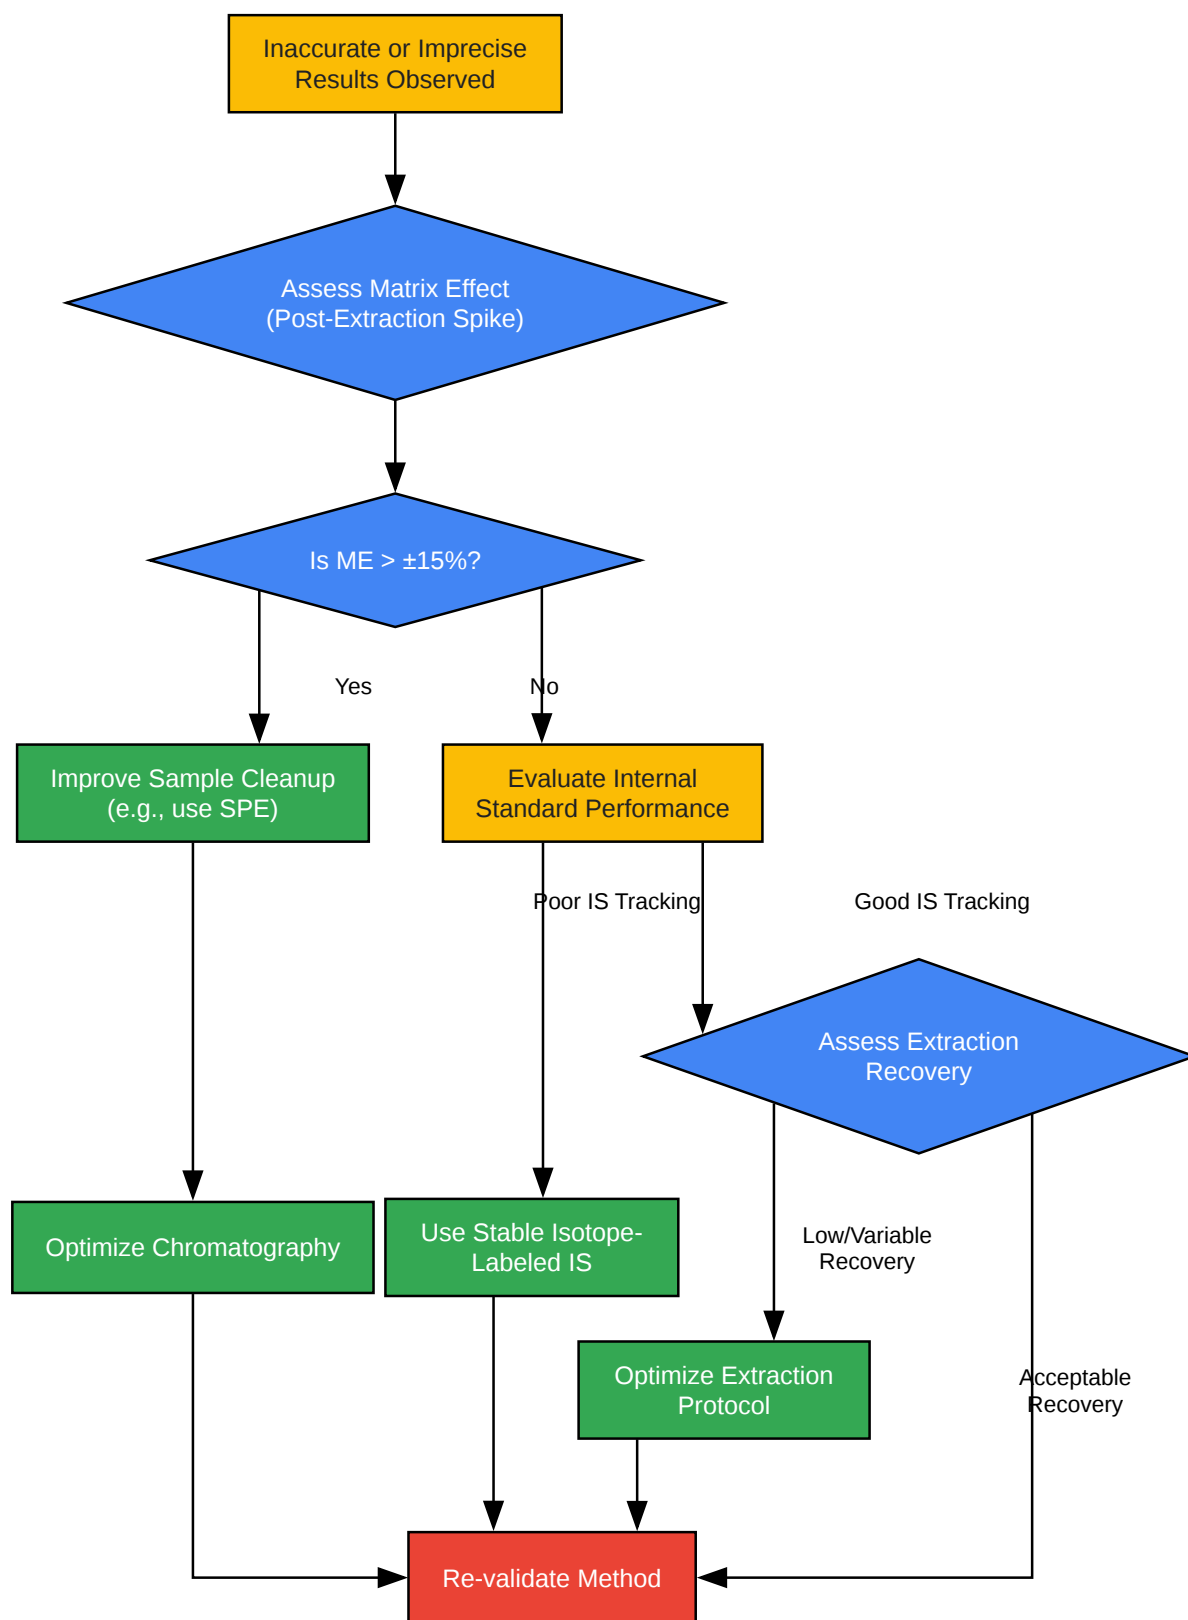 Inaccurate or Imprecise
Results Observed
Assess Matrix Effect
(Post-Extraction Spike)
Is ME > ±15%?
Yes
No
Improve Sample Cleanup
(e.g., use SPE)
Evaluate Internal
Standard Performance
Poor IS Tracking
Good IS Tracking
Assess Extraction
Recovery
Optimize Chromatography
Use Stable Isotope-
Labeled IS
Low/Variable
Recovery
Optimize Extraction
Protocol
Acceptable
Recovery
Re-validate Method